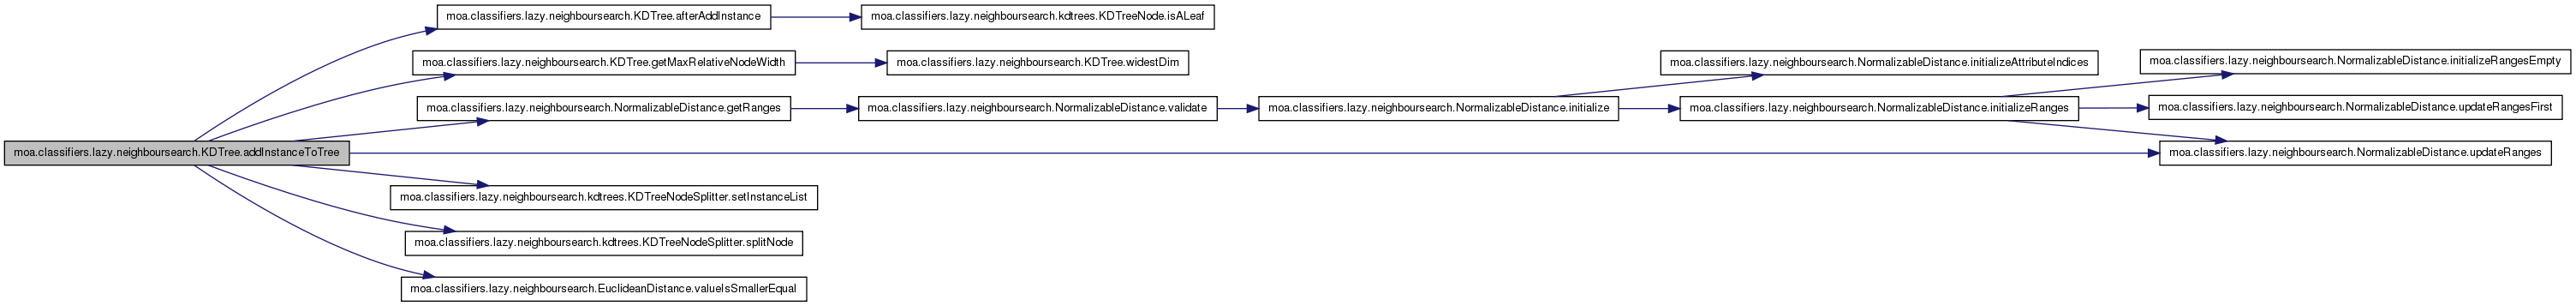 moa.classifiers.lazy.neighboursearch.KDTree.addInstanceToTree
moa.classifiers.lazy.neighboursearch.KDTree.afterAddInstance
moa.classifiers.lazy.neighboursearch.kdtrees.KDTreeNode.isALeaf
moa.classifiers.lazy.neighboursearch.KDTree.getMaxRelativeNodeWidth
moa.classifiers.lazy.neighboursearch.KDTree.widestDim
moa.classifiers.lazy.neighboursearch.NormalizableDistance.getRanges
moa.classifiers.lazy.neighboursearch.NormalizableDistance.validate
moa.classifiers.lazy.neighboursearch.NormalizableDistance.initialize
moa.classifiers.lazy.neighboursearch.NormalizableDistance.initializeAttributeIndices
moa.classifiers.lazy.neighboursearch.NormalizableDistance.initializeRanges
moa.classifiers.lazy.neighboursearch.NormalizableDistance.initializeRangesEmpty
moa.classifiers.lazy.neighboursearch.NormalizableDistance.updateRangesFirst
moa.classifiers.lazy.neighboursearch.NormalizableDistance.updateRanges
moa.classifiers.lazy.neighboursearch.kdtrees.KDTreeNodeSplitter.setInstanceList
moa.classifiers.lazy.neighboursearch.kdtrees.KDTreeNodeSplitter.splitNode
moa.classifiers.lazy.neighboursearch.EuclideanDistance.valueIsSmallerEqual